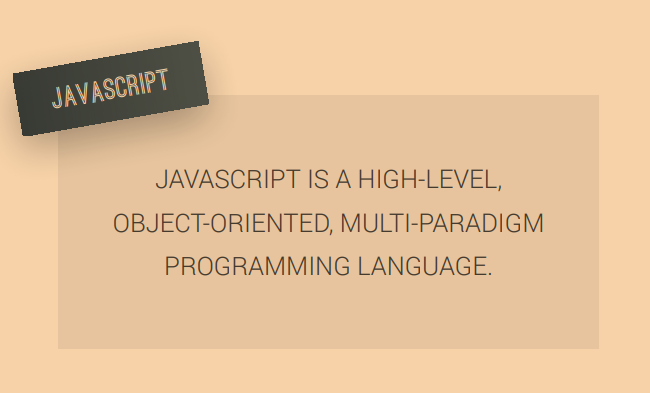 JAVASCRIPT
JAVASCRIPT IS A HIGH-LEVEL,
OBJECT-ORIENTED, MULTI-PARADIGM
PROGRAMMING LANGUAGE.